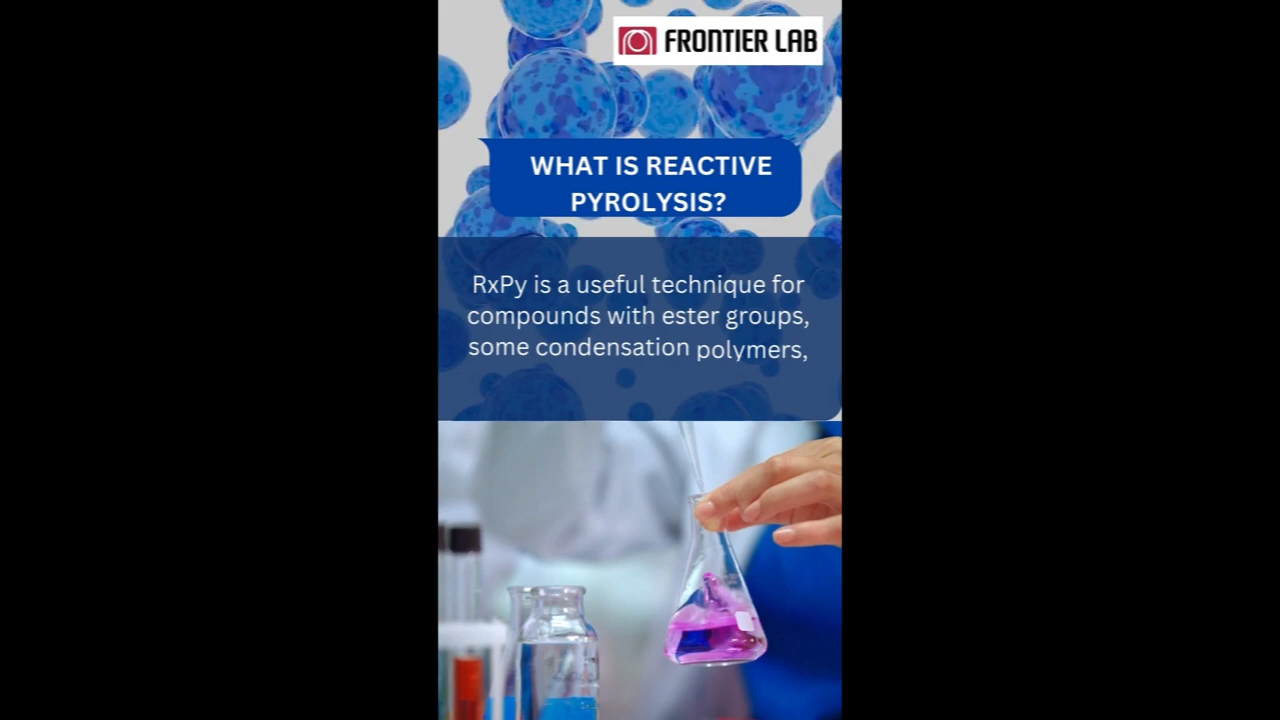 FRONTIER LAB
WHAT IS REACTIVE
PYROLYSIS?
RxPy is a useful technique for
compounds with ester groups,
some condensation polymers,